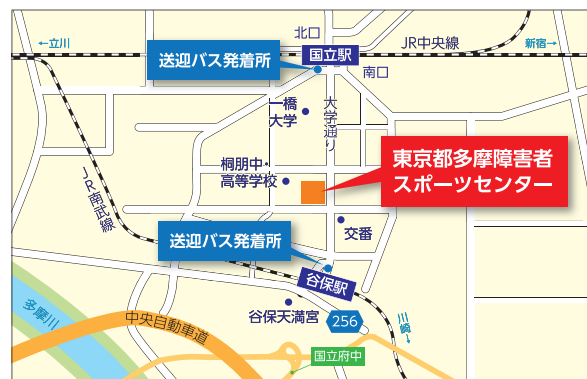 北口
←立川
国立駅
JR中央線
新宿→
送迎バス発着所
南口
一橋
大学
大学通り
東京都多摩障害者
スポーツセンター
桐朋中・
高等学校
JR南武線
交番
送迎バス発着所
谷保駅
谷保天満宮
256
川崎→
多摩川
中央自動車道
国立府中